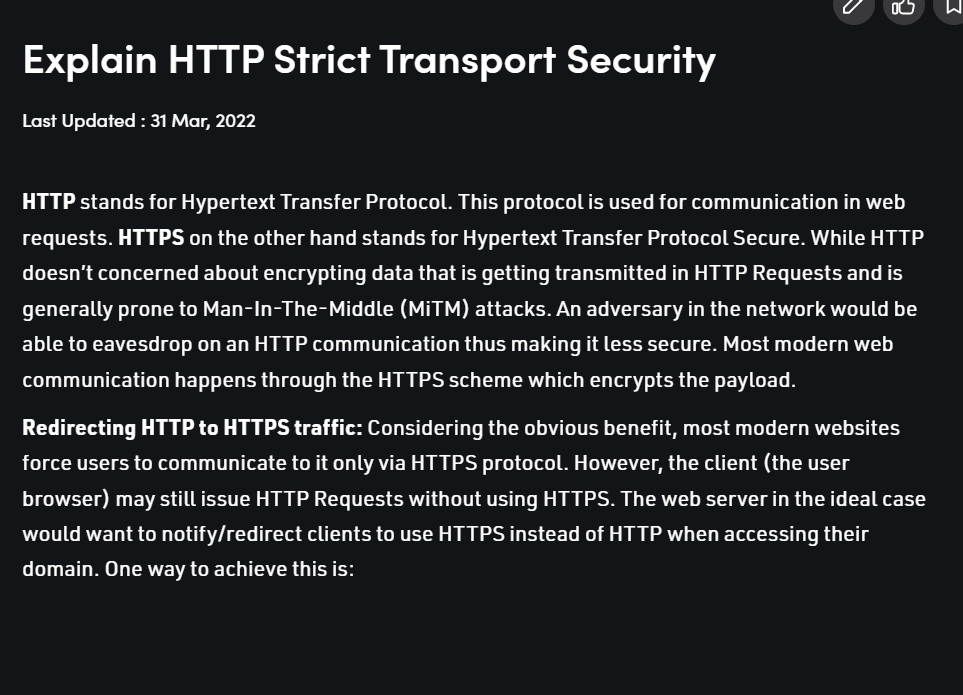 Explain HTTP Strict Transport Security
Last Updated : 31 Mar, 2022
HTTP stands for Hypertext Transfer Protocol. This protocol is used for communication in web
requests. HTTPS on the other hand stands for Hypertext Transfer Protocol Secure. While HTTP
doesn't concerned about encrypting data that is getting transmitted in HTTP Requests and is
generally prone to Man-In-The-Middle (MiTM) attacks. An adversary in the network would be
able to eavesdrop on an HTTP communication thus making it less secure. Most modern web
communication happens through the HTTPS scheme which encrypts the payload.
Redirecting HTTP to HTTPS traffic: Considering the obvious benefit, most modern websites
force users to communicate to it only via HTTPS protocol. However, the client (the user
browser) may still issue HTTP Requests without using HTTPS. The web server in the ideal case
would want to notify/redirect clients to use HTTPS instead of HTTP when accessing their
domain. One way to achieve this is: